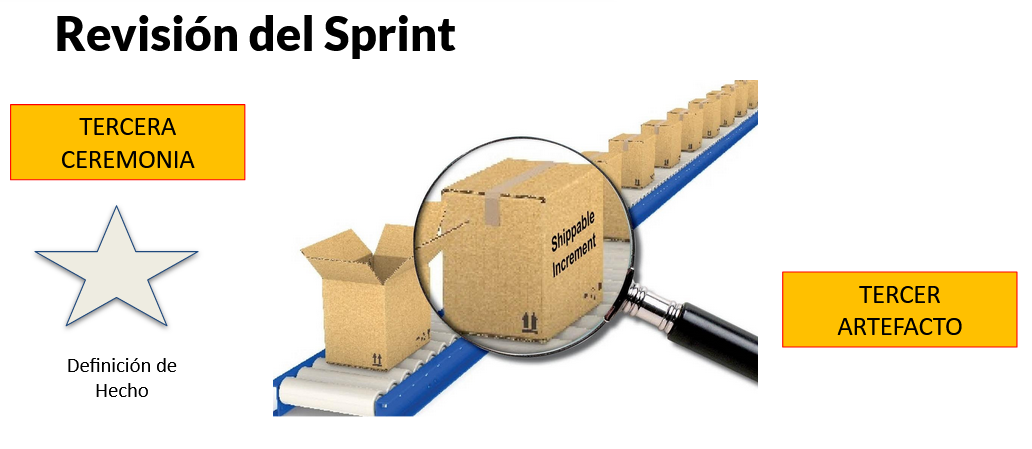 Revisión del Sprint
TERCERA
CEREMONIA
Shippable
Increment
TERCER
ARTEFACTO
Definición de
Hecho